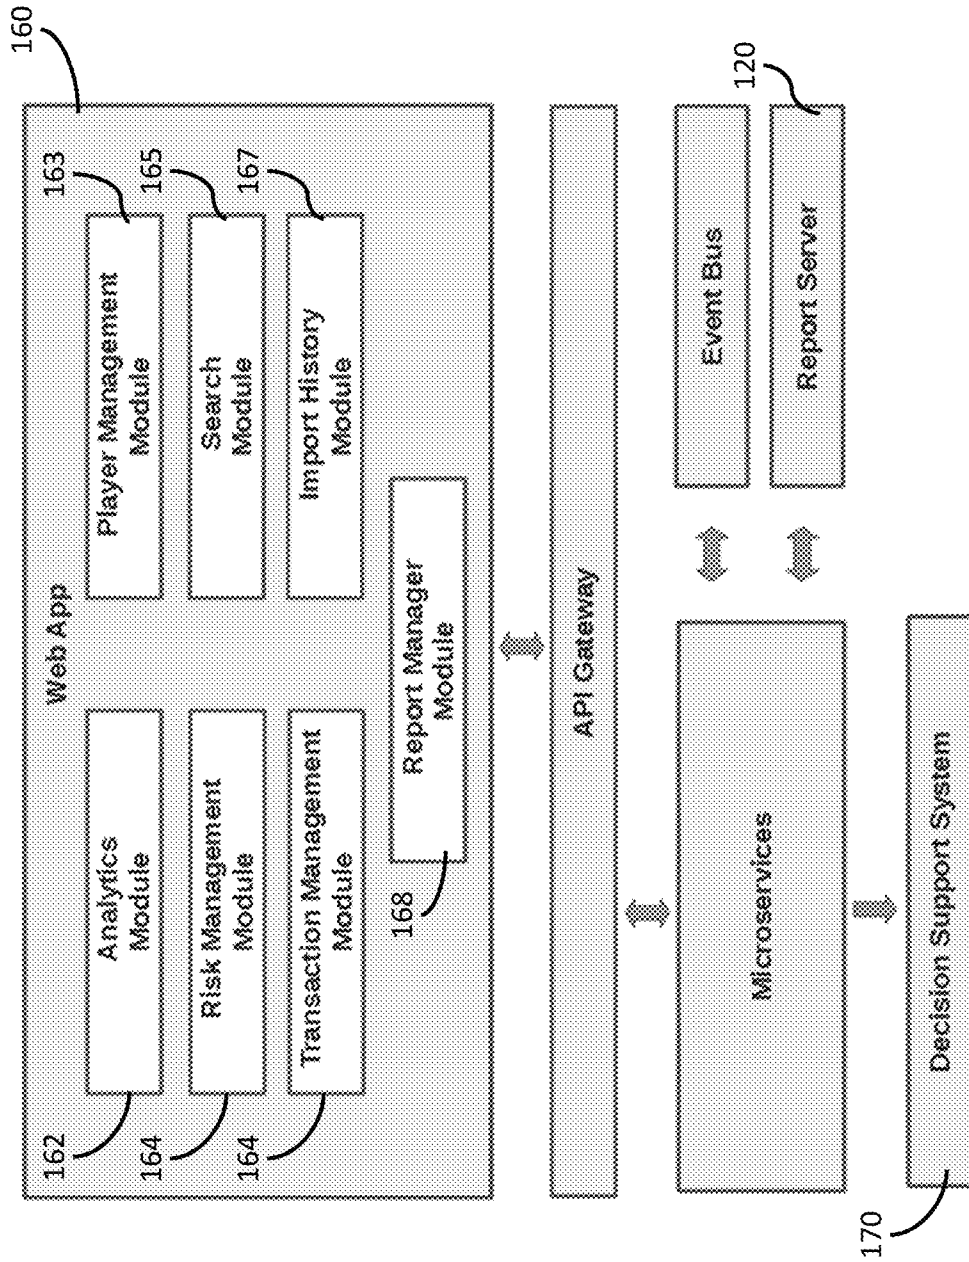 160
Web App
162
Analytics
Module
163
Player Management
Module
164
Risk Management
Module
165
Search
Module
164
Transaction Management
Module
167
Import History
Module
168
Report Manager
Module
API Gateway
Microservices
Event Bus
120
Report Server
170
Decision Support System